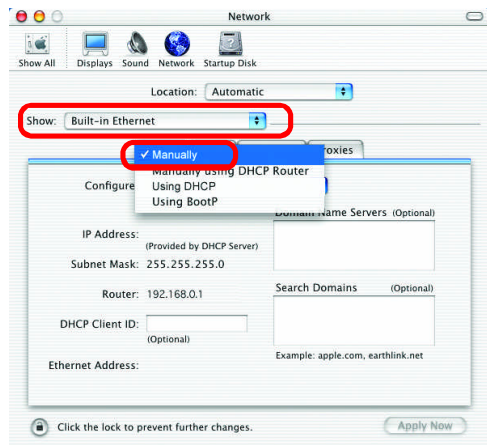 Network
Show All Displays Sound Network Startup Disk
Location: Automatic
Show: Built-in Ethernet
✓ Manually
Manually using DHCP Router
Using DHCP
Using BootP
Configure
Domain Name Servers (Optional)
IP Address:
(Provided by DHCP Server)
Subnet Mask: 255.255.255.0
Router: 192.168.0.1
Search Domains (Optional)
DHCP Client ID:
(Optional)
Example: apple.com, earthlink.net
Ethernet Address:
Click the lock to prevent further changes.
Apply Now